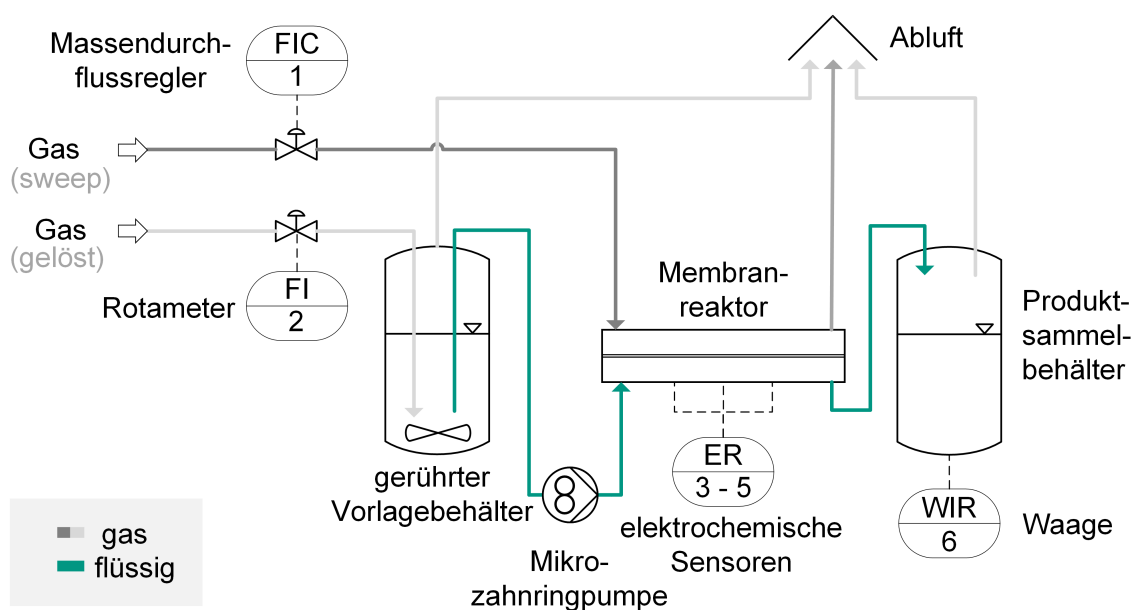 Massendurch-
flussregler
FIC
1
Abluft
Gas
(sweep)
Gas
(gelöst)
Rotameter
FI
2
Membran-
reaktor
Produkt-
sammel-
behälter
gerührter
Vorlagebehälter
ER
3 - 5
elektrochemische
Sensoren
WIR
6
Waage
Mikro-
zahnringpumpe
gas
flüssig